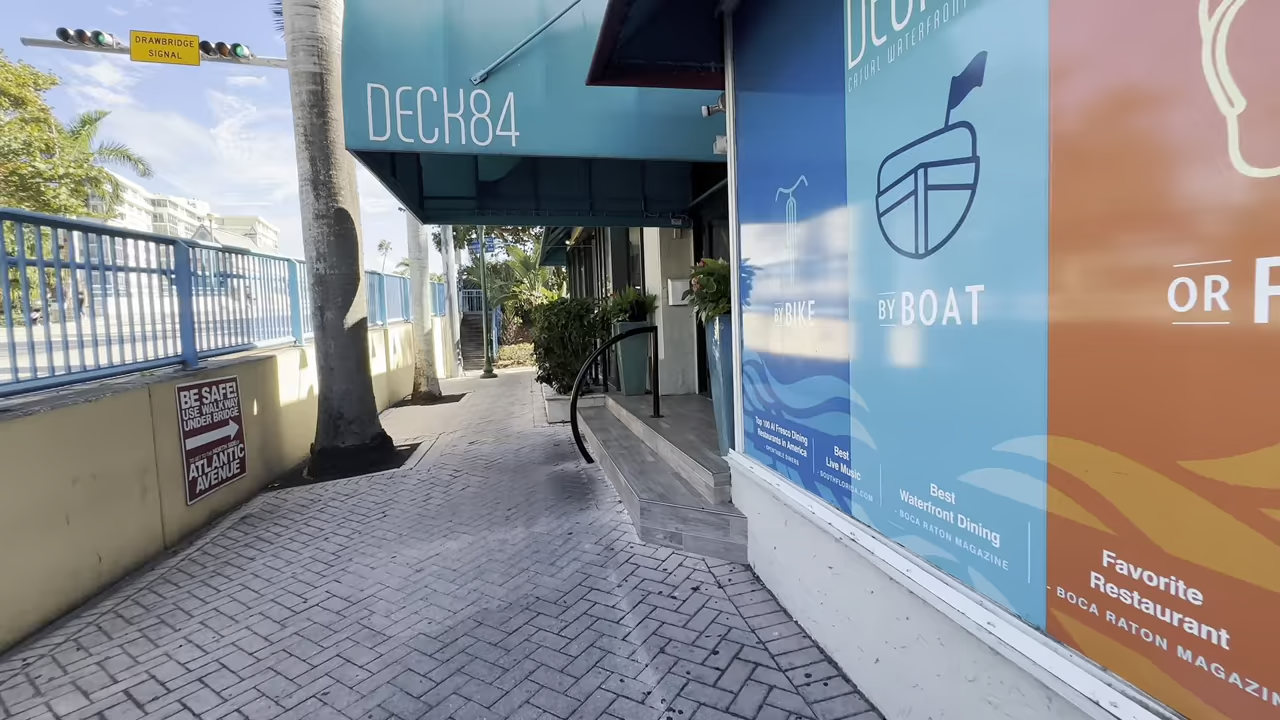 DRAWBRIDGE
SIGNAL
DECK84
BE SAFE!
USE WALKWAY
UNDER BRIDGE
ATLANTIC
AVENUE
CASUAL WATERFRONT
BY BIKE
BY BOAT
OR F
Top 100 Al Fresco Dining
Restaurants in America
- OPENTABLE DINERS
Best
Live Music
- SOUTHFLORIDA.COM
Best
Waterfront Dining
- BOCA RATON MAGAZINE
Favorite
Restaurant
- BOCA RATON MAGAZIN